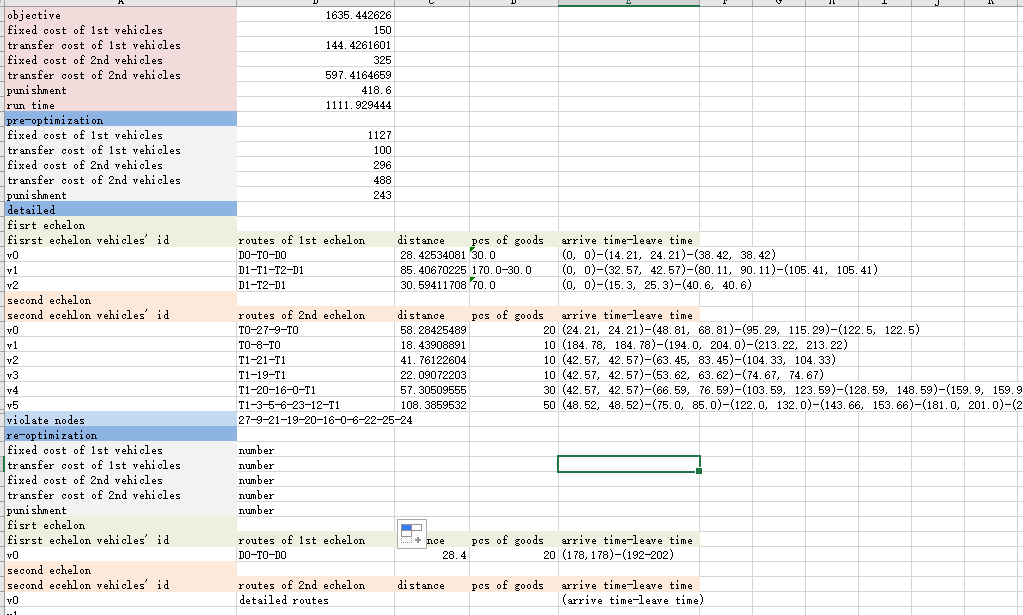 A B C D E F G H I J K
objective 1635.442626
fixed cost of 1st vehicles 150
transfer cost of 1st vehicles 144.4261601
fixed cost of 2nd vehicles 325
transfer cost of 2nd vehicles 597.4164659
punishment 418.6
run time 1111.929444
pre-optimization
fixed cost of 1st vehicles 1127
transfer cost of 1st vehicles 100
fixed cost of 2nd vehicles 296
transfer cost of 2nd vehicles 488
punishment 243
detailed
fisrt echelon
fisrst echelon vehicles' id routes of 1st echelon distance pcs of goods arrive time-leave time
v0 D0-T0-D0 28.42534081 30.0 (0, 0)-(14.21, 24.21)-(38.42, 38.42)
v1 D1-T1-T2-D1 85.40670225 170.0-30.0 (0, 0)-(32.57, 42.57)-(80.11, 90.11)-(105.41, 105.41)
v2 D1-T2-D1 30.59411708 70.0 (0, 0)-(15.3, 25.3)-(40.6, 40.6)
second echelon
second ecehlon vehicles' id routes of 2nd echelon distance pcs of goods arrive time-leave time
v0 T0-27-9-T0 58.28425489 20 (24.21, 24.21)-(48.81, 68.81)-(95.29, 115.29)-(122.5, 122.5)
v1 T0-8-T0 18.43908891 10 (184.78, 184.78)-(194.0, 204.0)-(213.22, 213.22)
v2 T1-21-T1 41.76122604 10 (42.57, 42.57)-(63.45, 83.45)-(104.33, 104.33)
v3 T1-19-T1 22.09072203 10 (42.57, 42.57)-(53.62, 63.62)-(74.67, 74.67)
v4 T1-20-16-0-T1 57.30509555 30 (42.57, 42.57)-(66.59, 76.59)-(103.59, 123.59)-(128.59, 148.59)-(159.9, 159.9
v5 T1-3-5-6-23-12-T1 108.3859532 50 (48.52, 48.52)-(75.0, 85.0)-(122.0, 132.0)-(143.66, 153.66)-(181.0, 201.0)-(2
violate nodes 27-9-21-19-20-16-0-6-22-25-24
re-optimization
fixed cost of 1st vehicles number
transfer cost of 1st vehicles number
fixed cost of 2nd vehicles number
transfer cost of 2nd vehicles number
punishment number
fisrt echelon
fisrst echelon vehicles' id routes of 1st echelon nce pcs of goods arrive time-leave time
v0 D0-T0-D0 28.4 20 (178,178)-(192-202)
second echelon
second ecehlon vehicles' id routes of 2nd echelon distance pcs of goods arrive time-leave time
v0 detailed routes (arrive time-leave time)